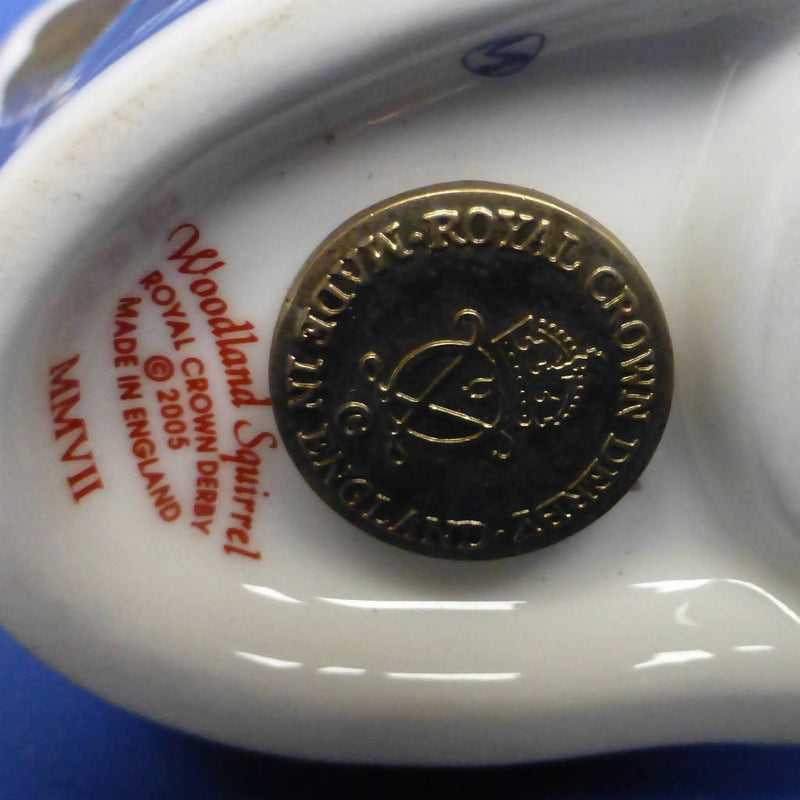 Woodland Squirrel
ROYAL CROWN DERBY
© 2005
MADE IN ENGLAND
MMVII
· ROYAL CROWN DERBY · MADE IN ENGLAND
©